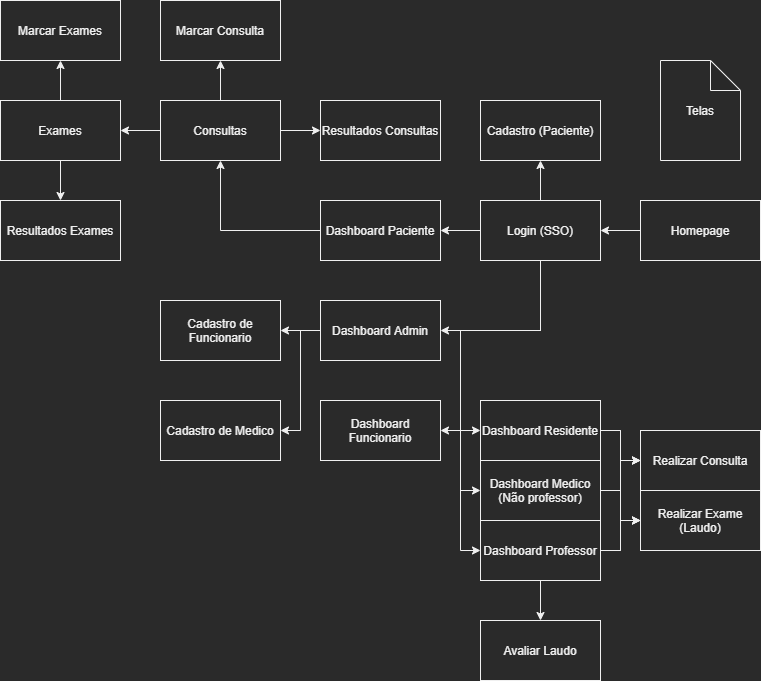 Marcar Exames
Marcar Consulta
Telas
Exames
Consultas
Resultados Consultas
Cadastro (Paciente)
Resultados Exames
Dashboard Paciente
Login (SSO)
Homepage
Cadastro de
Funcionario
Dashboard Admin
Cadastro de Medico
Dashboard
Funcionario
Dashboard Residente
Dashboard Medico
(Não professor)
Dashboard Professor
Realizar Consulta
Realizar Exame
(Laudo)
Avaliar Laudo